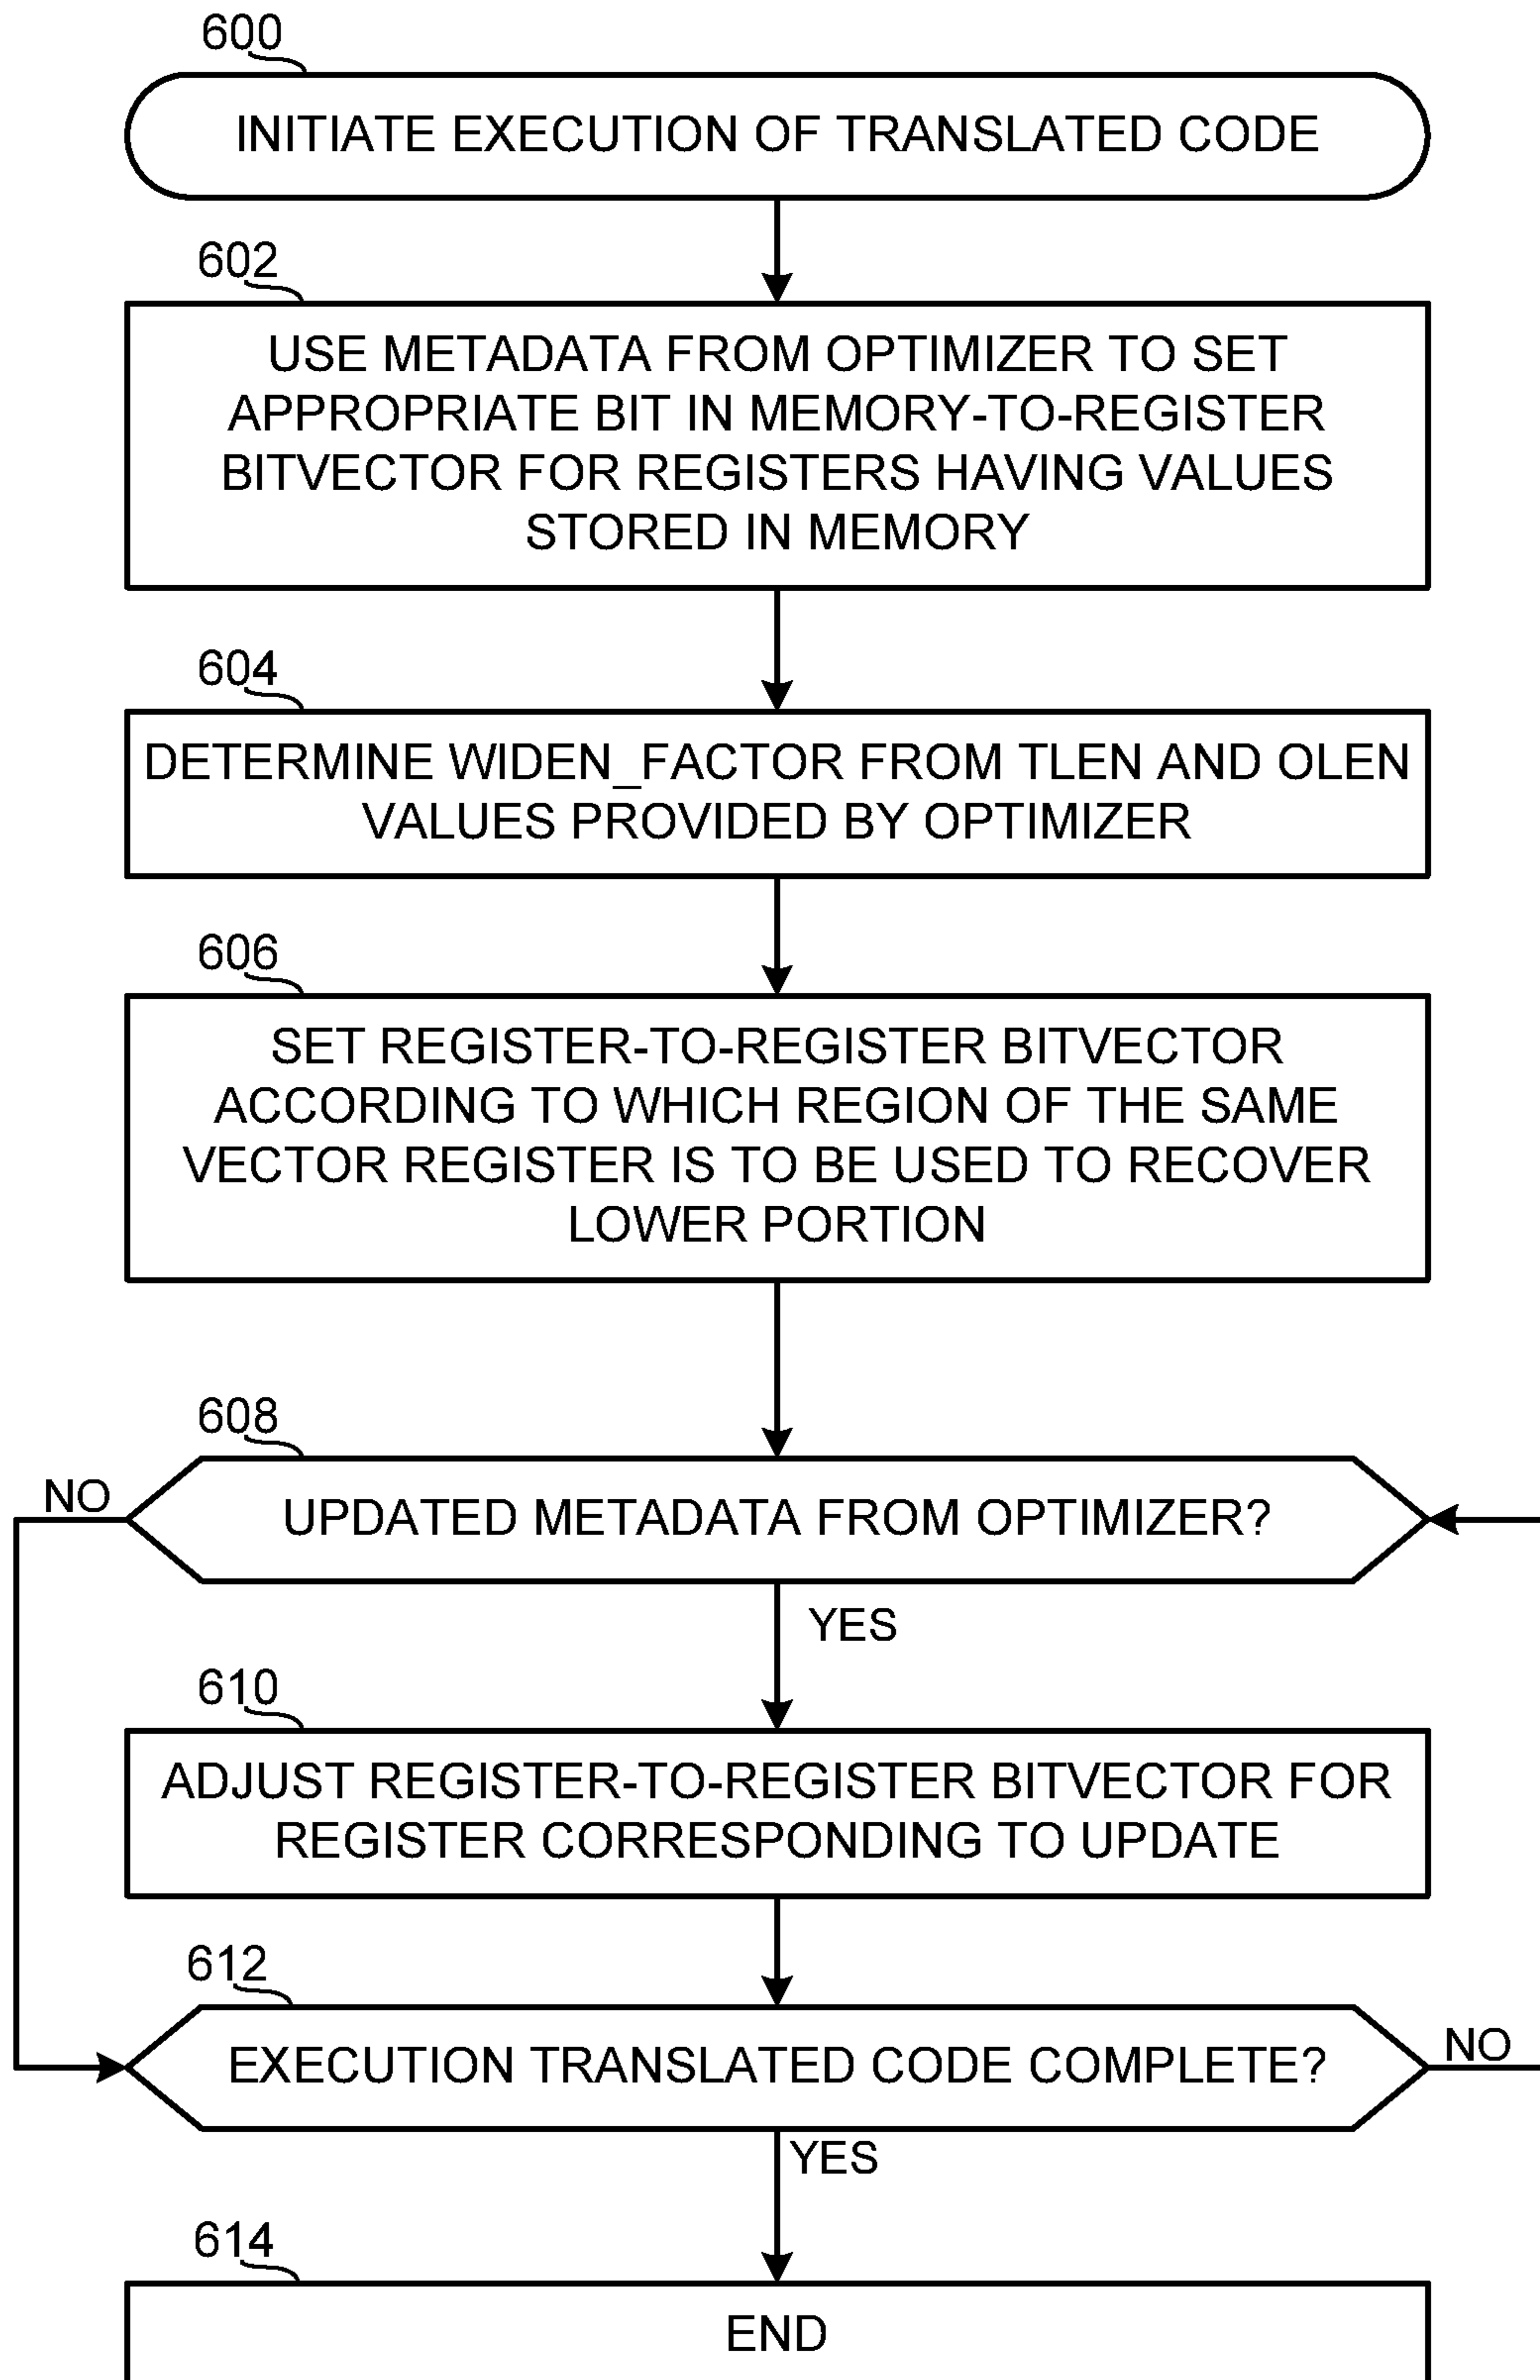 600
INITIATE EXECUTION OF TRANSLATED CODE
602
USE METADATA FROM OPTIMIZER TO SET
APPROPRIATE BIT IN MEMORY-TO-REGISTER
BITVECTOR FOR REGISTERS HAVING VALUES
STORED IN MEMORY
604
DETERMINE WIDEN_FACTOR FROM TLEN AND OLEN
VALUES PROVIDED BY OPTIMIZER
606
SET REGISTER-TO-REGISTER BITVECTOR
ACCORDING TO WHICH REGION OF THE SAME
VECTOR REGISTER IS TO BE USED TO RECOVER
LOWER PORTION
608
NO
UPDATED METADATA FROM OPTIMIZER?
YES
610
ADJUST REGISTER-TO-REGISTER BITVECTOR FOR
REGISTER CORRESPONDING TO UPDATE
612
EXECUTION TRANSLATED CODE COMPLETE?
NO
YES
614
END